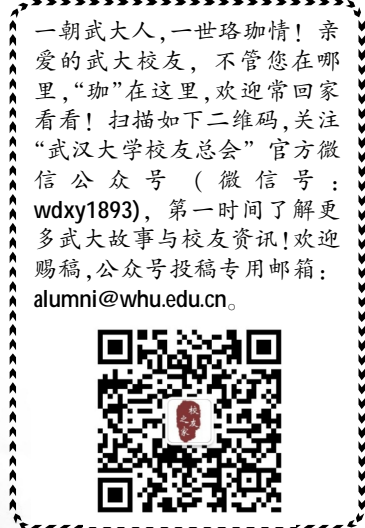 一朝武大人,一世珞珈情！亲
爱的武大校友，不管您在哪
里,“珈”在这里,欢迎常回家
看看！扫描如下二维码,关注
“武汉大学校友总会”官方微
信公众号（微信号：
wdxy1893)，第一时间了解更
多武大故事与校友资讯!欢迎
赐稿,公众号投稿专用邮箱：
alumni@whu.edu.cn。
校友之家